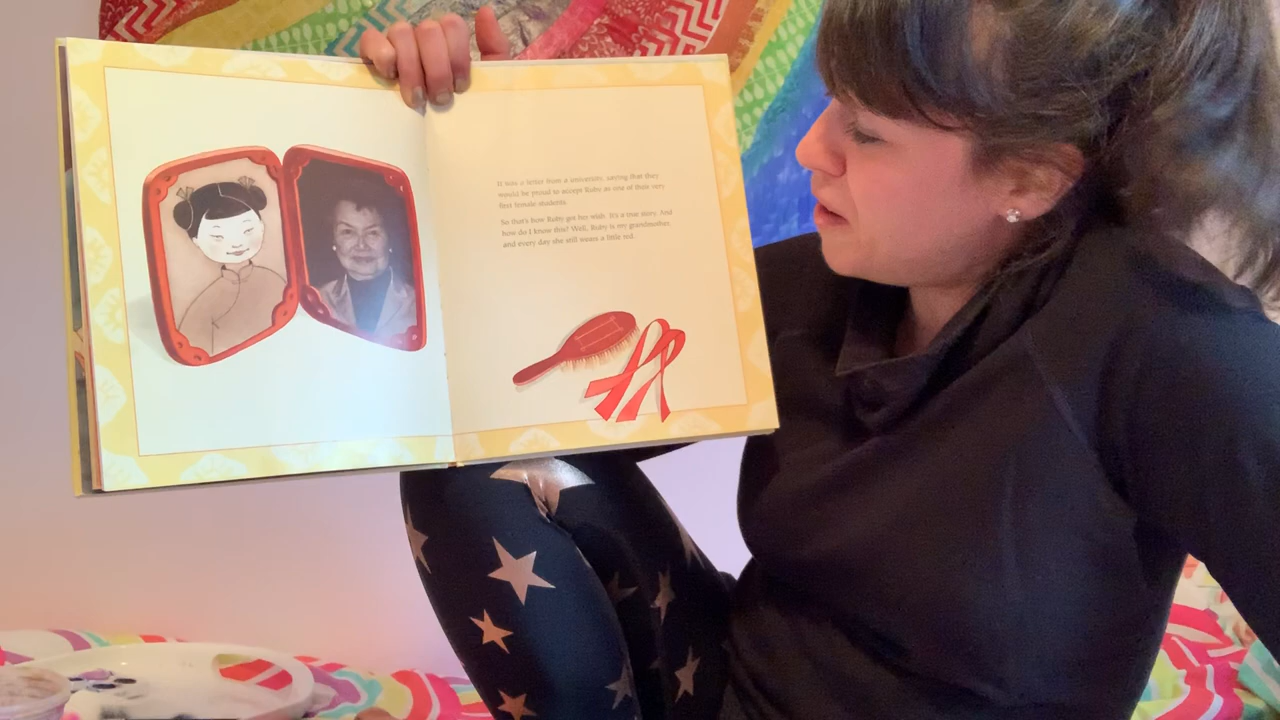 It was a letter from a university, saying that they
would be proud to accept Ruby as one of their very
first female students.
So that's how Ruby got her wish. It's a true story. And
how do I know this? Well, Ruby is my grandmother,
and every day she still wears a little red.